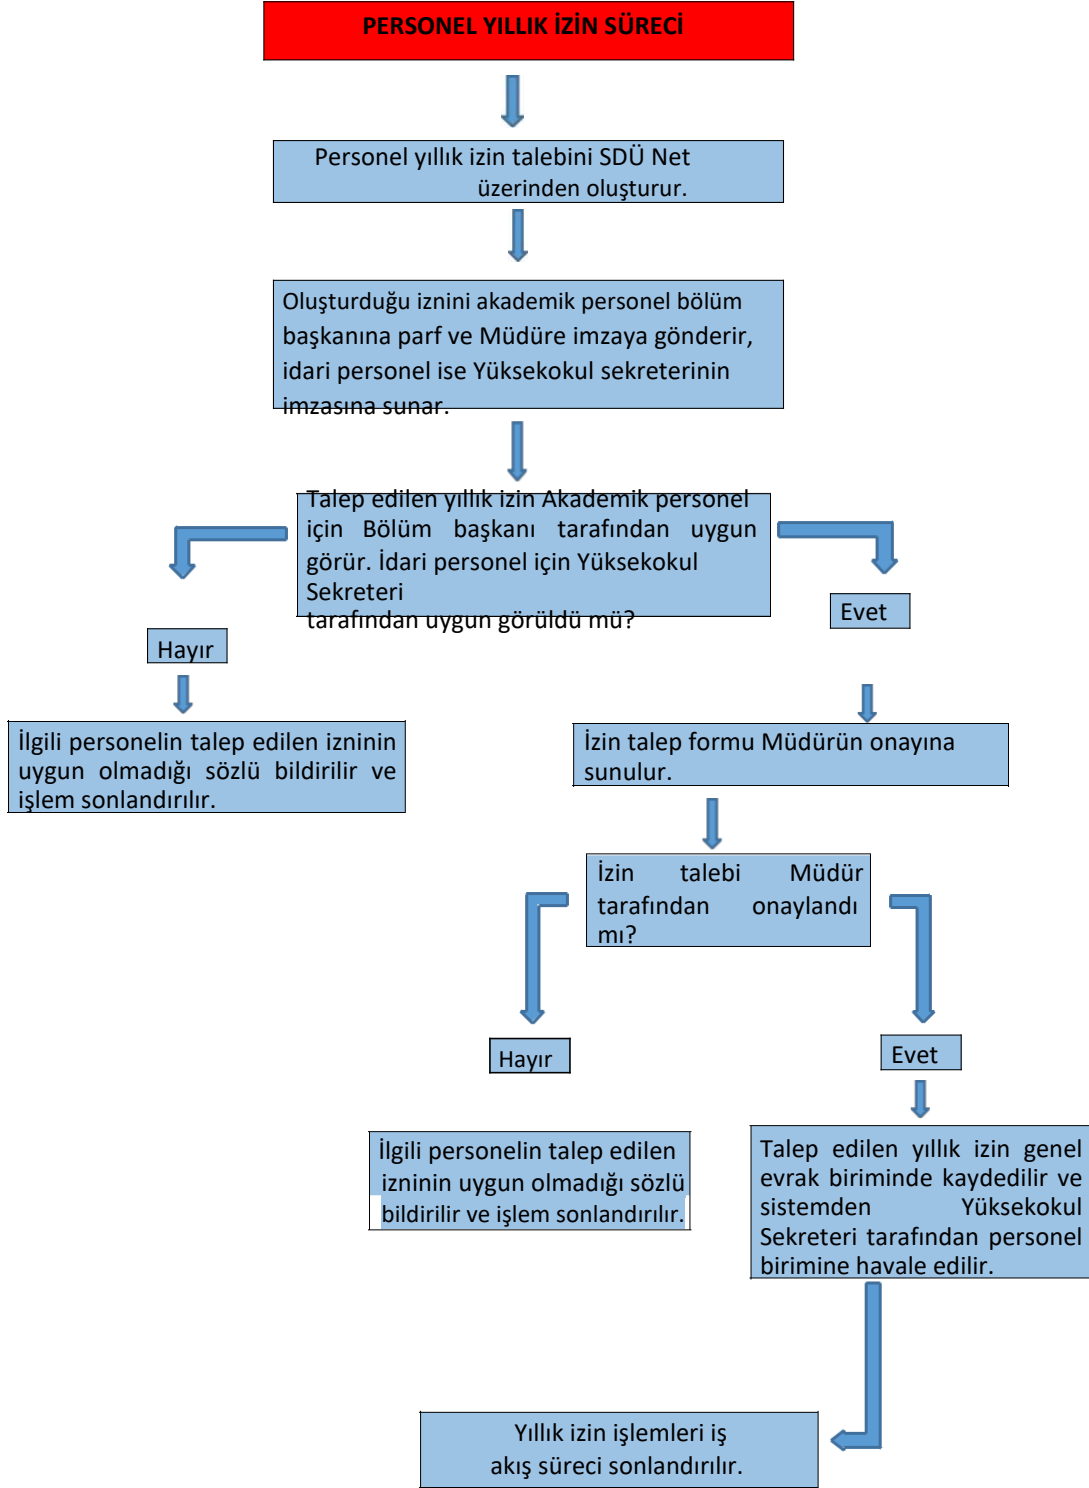 PERSONEL YILLIK İZİN SÜRECİ
Personel yıllık izin talebini SDÜ Net
üzerinden oluşturur.
Oluşturduğu iznini akademik personel bölüm
başkanına parf ve Müdüre imzaya gönderir,
idari personel ise Yüksekokul sekreterinin
imzasına sunar.
Talep edilen yıllık izin Akademik personel
için Bölüm başkanı tarafından uygun
görür. İdari personel için Yüksekokul
Sekreteri
tarafından uygun görüldü mü?
Evet
Hayır
İlgili personelin talep edilen izninin
uygun olmadığı sözlü bildirilir ve
işlem sonlandırılır.
İzin talep formu Müdürün onayına
sunulur.
İzin talebi Müdür
tarafından onaylandı
mı?
Hayır
Evet
İlgili personelin talep edilen
izninin uygun olmadığı sözlü
bildirilir ve işlem sonlandırılır.
Talep edilen yıllık izin genel
evrak biriminde kaydedilir ve
sistemden Yüksekokul
Sekreteri tarafından personel
birimine havale edilir.
Yıllık izin işlemleri iş
akış süreci sonlandırılır.